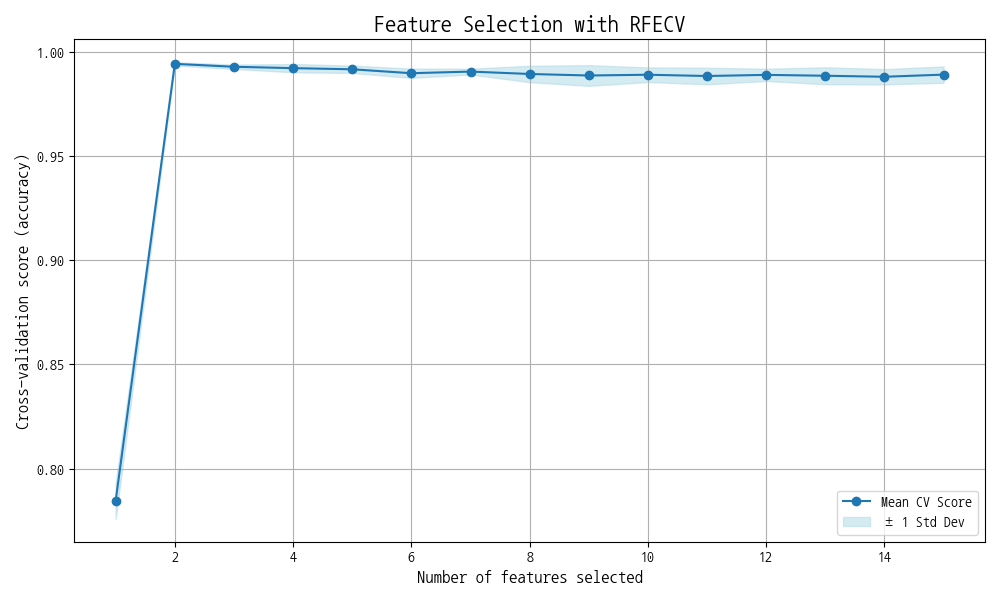 Feature Selection with RFECV
Cross-validation score (accuracy)
1.00
0.95
0.90
0.85
0.80
2 4 6 8 10 12 14
Number of features selected
Mean CV Score
± 1 Std Dev